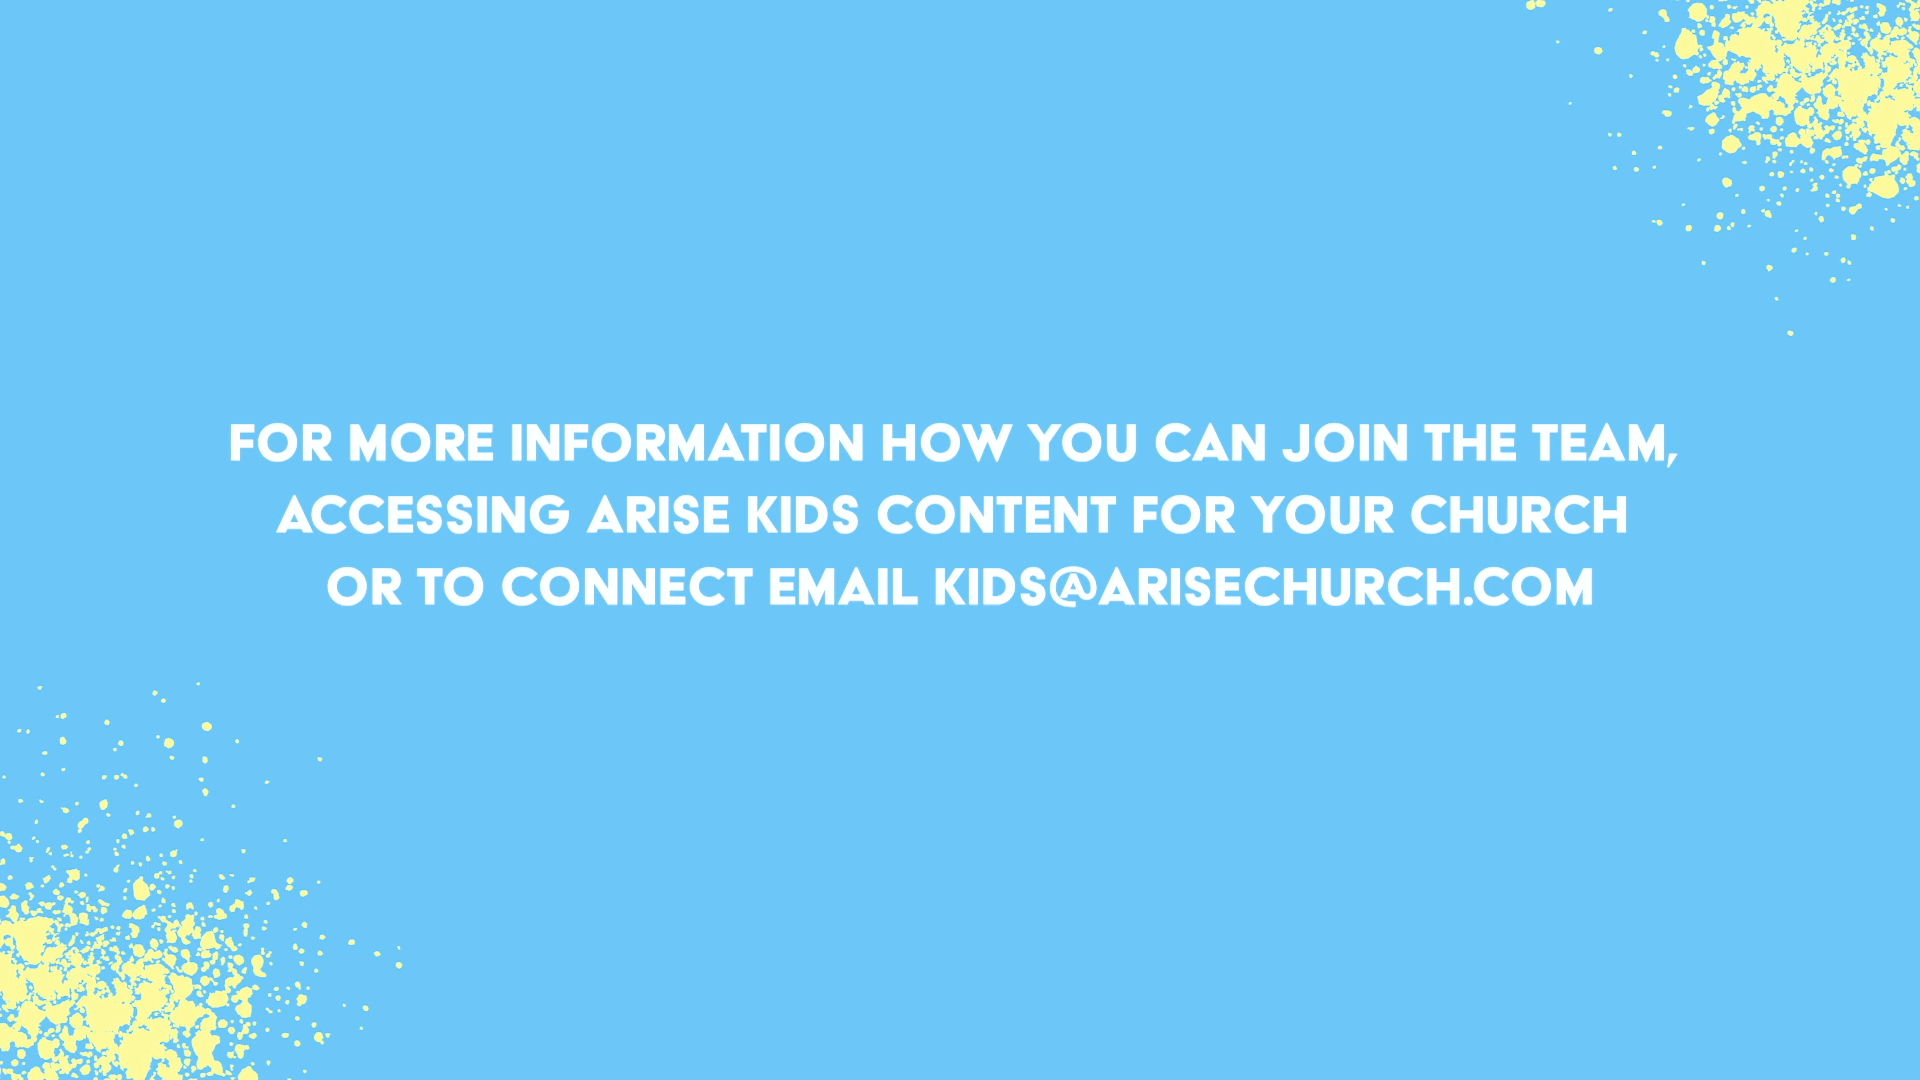 FOR MORE INFORMATION HOW YOU CAN JOIN THE TEAM,
ACCESSING ARISE KIDS CONTENT FOR YOUR CHURCH
OR TO CONNECT EMAIL KIDS@ARISECHURCH.COM